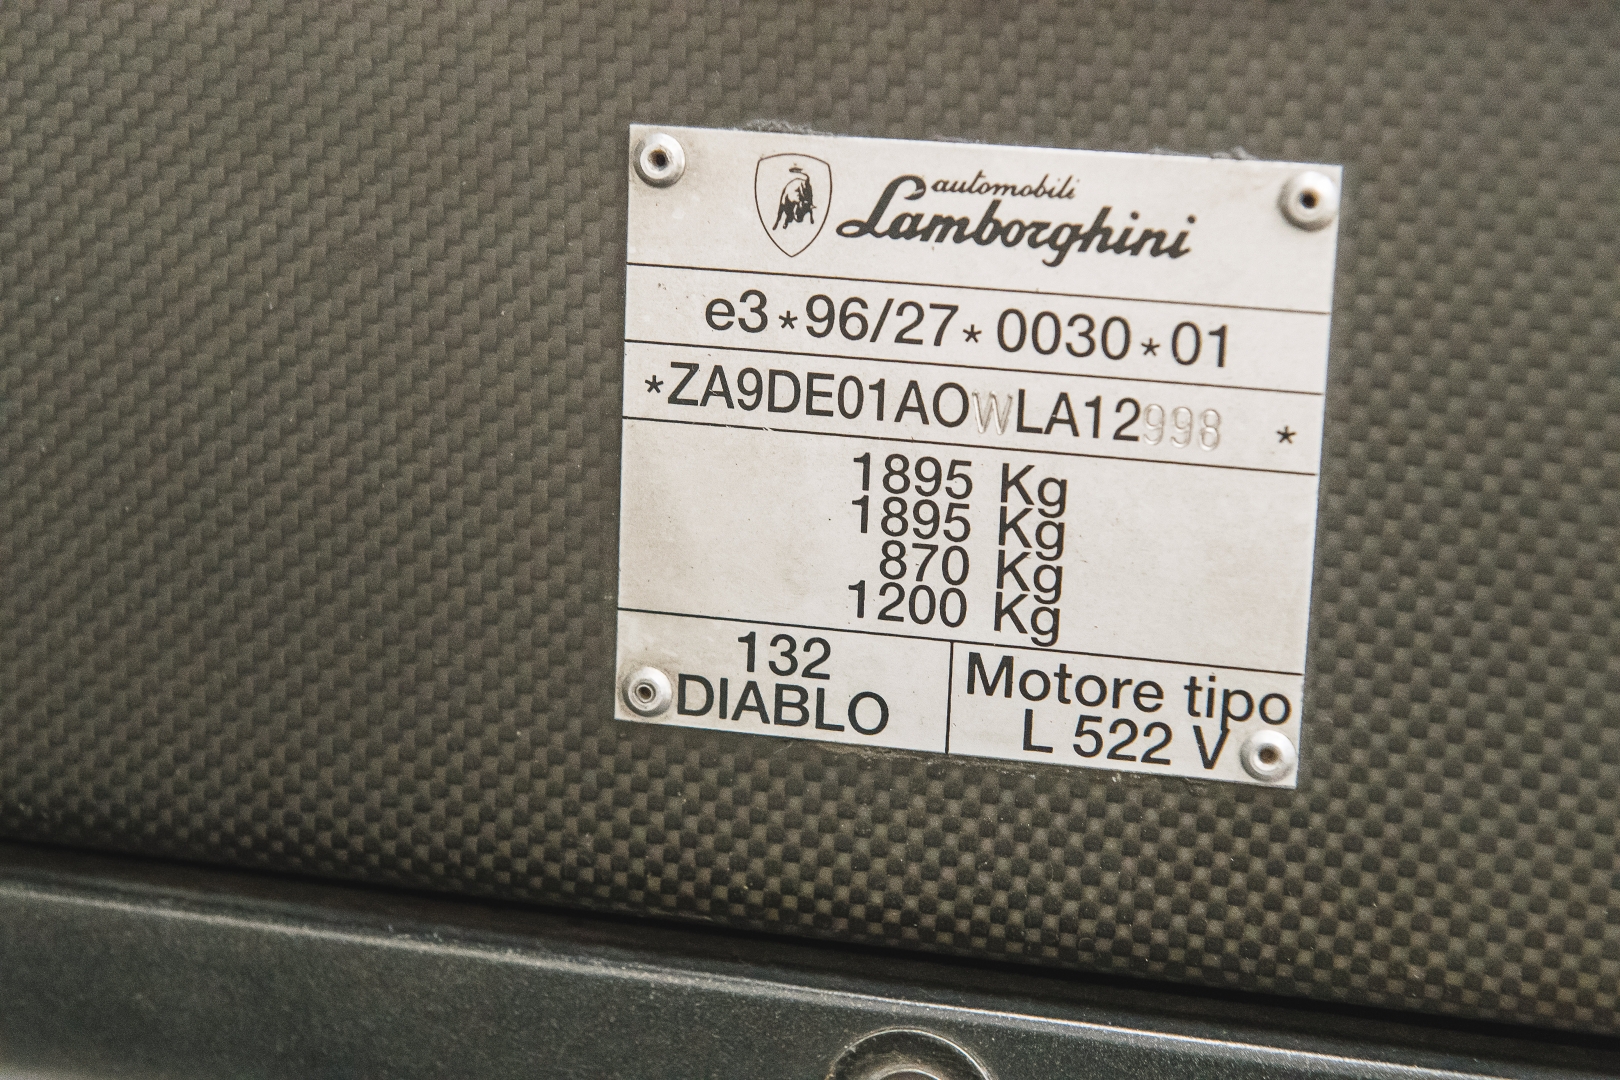 automobili
Lamborghini
e3*96/27*0030*01
*ZA9DE01AOWLA12998 *
1895 Kg
1895 Kg
870 Kg
1200 Kg
132
DIABLO
Motore tipo
L 522 V